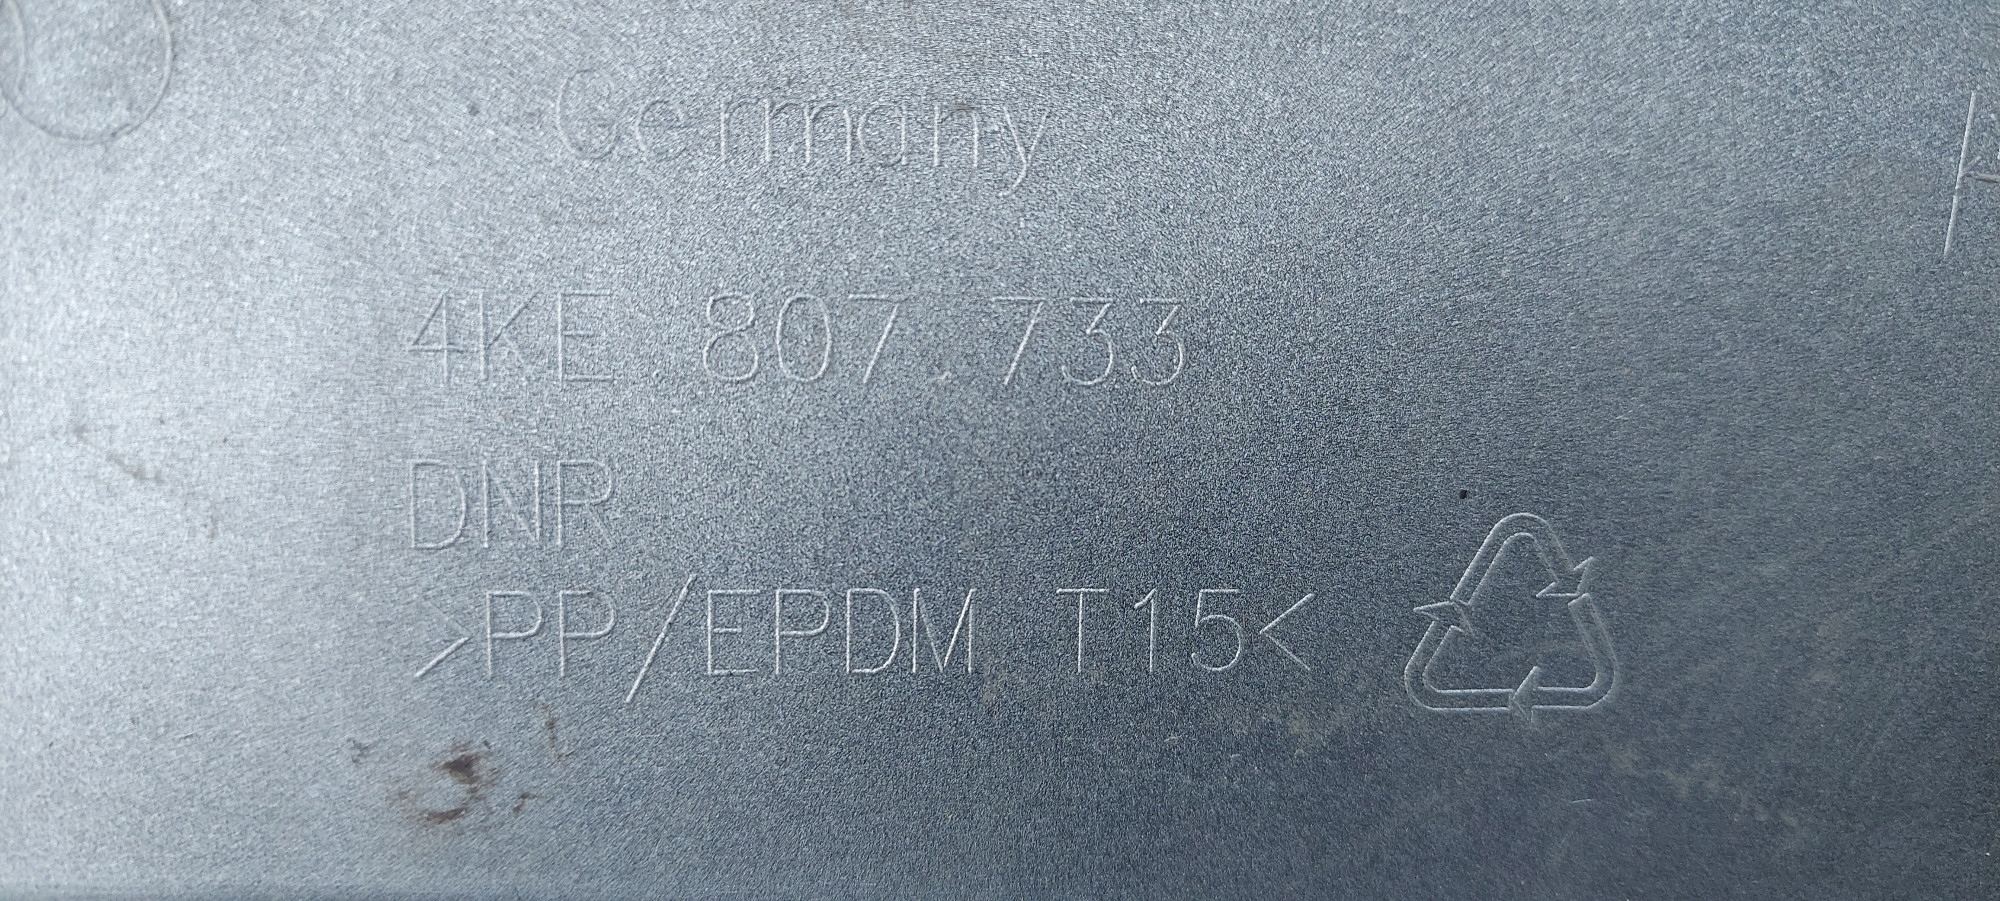 Germany
4KE.807.733
DNR
>PP/EPDM T15<